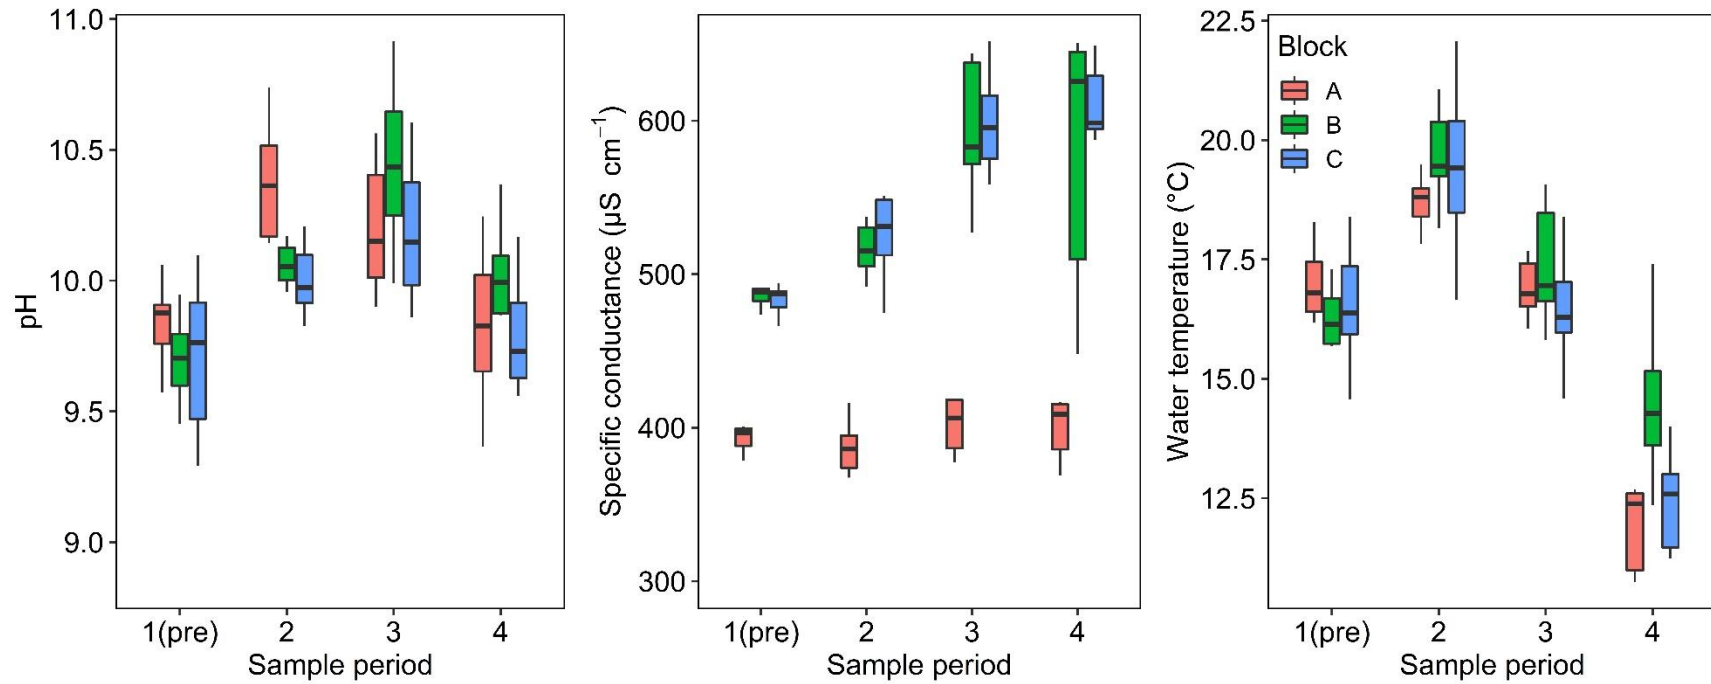 11.0
10.5
10.0
9.5
9.0
pH
1(pre) 2 3 4
Sample period
600
500
400
300
Specific conductance (µS cm⁻¹)
1(pre) 2 3 4
Sample period
22.5
20.0
17.5
15.0
12.5
Water temperature (°C)
Block
A
B
C
1(pre) 2 3 4
Sample period